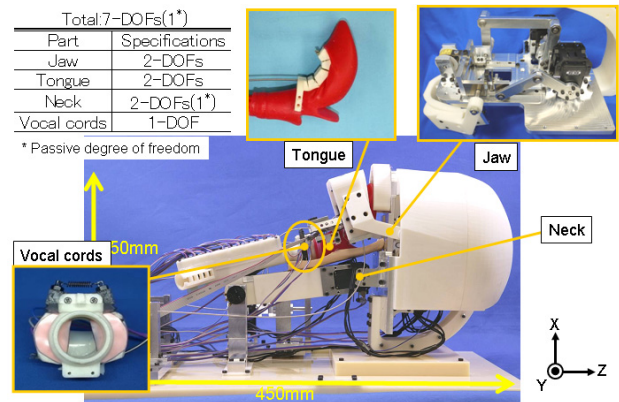 Total:7-DOFs(1*)
Part Specifications
Jaw 2-DOFs
Tongue 2-DOFs
Neck 2-DOFs(1*)
Vocal cords 1-DOF
* Passive degree of freedom
Tongue
Jaw
Neck
50mm
Vocal cords
450mm
X
Y
Z